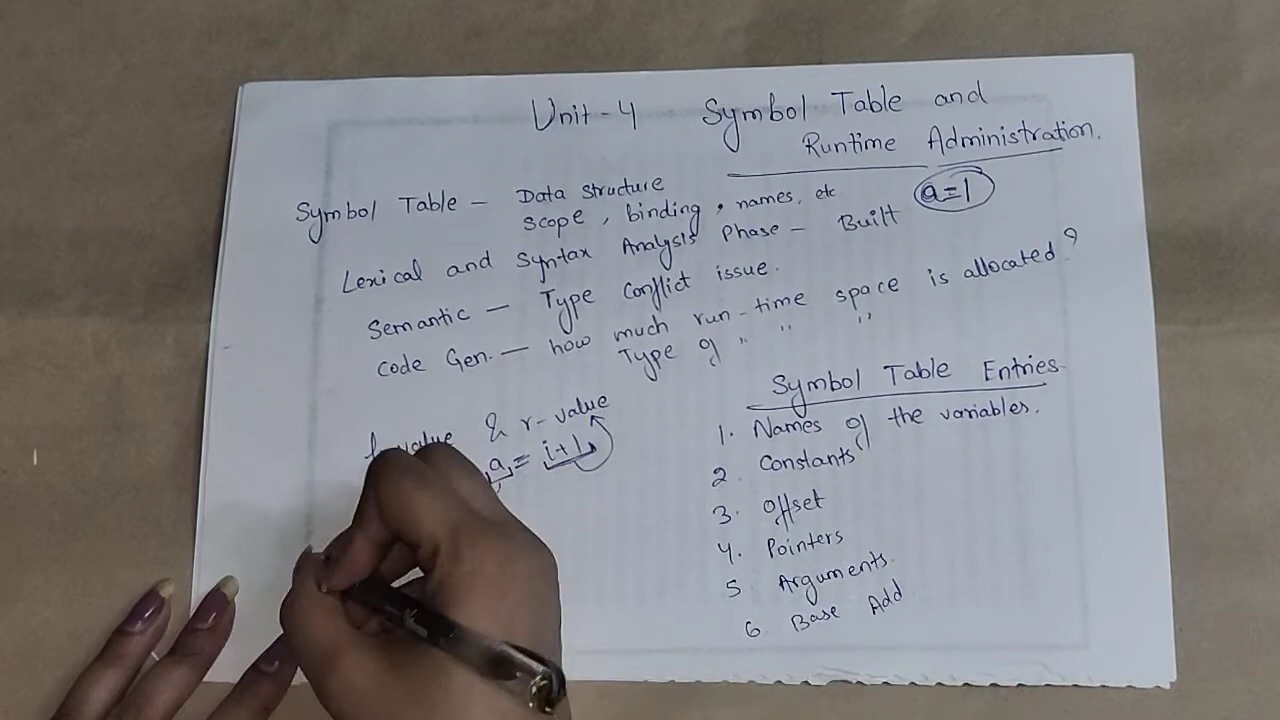 Unit - 4 Symbol Table and
Runtime Administration.
Symbol Table - Data Structure
scope, binding, names, etc
a=1
Lexical and Syntax Analysis Phase - Built
Semantic - Type Conflict issue.
Code Gen. - how much run-time space is allocated?
Type of " " "
value & r-value
a = i+1
Symbol Table Entries
1. Names of the variables.
2. Constants
3. Offset
4. Pointers
5 Arguments.
6 Base Add